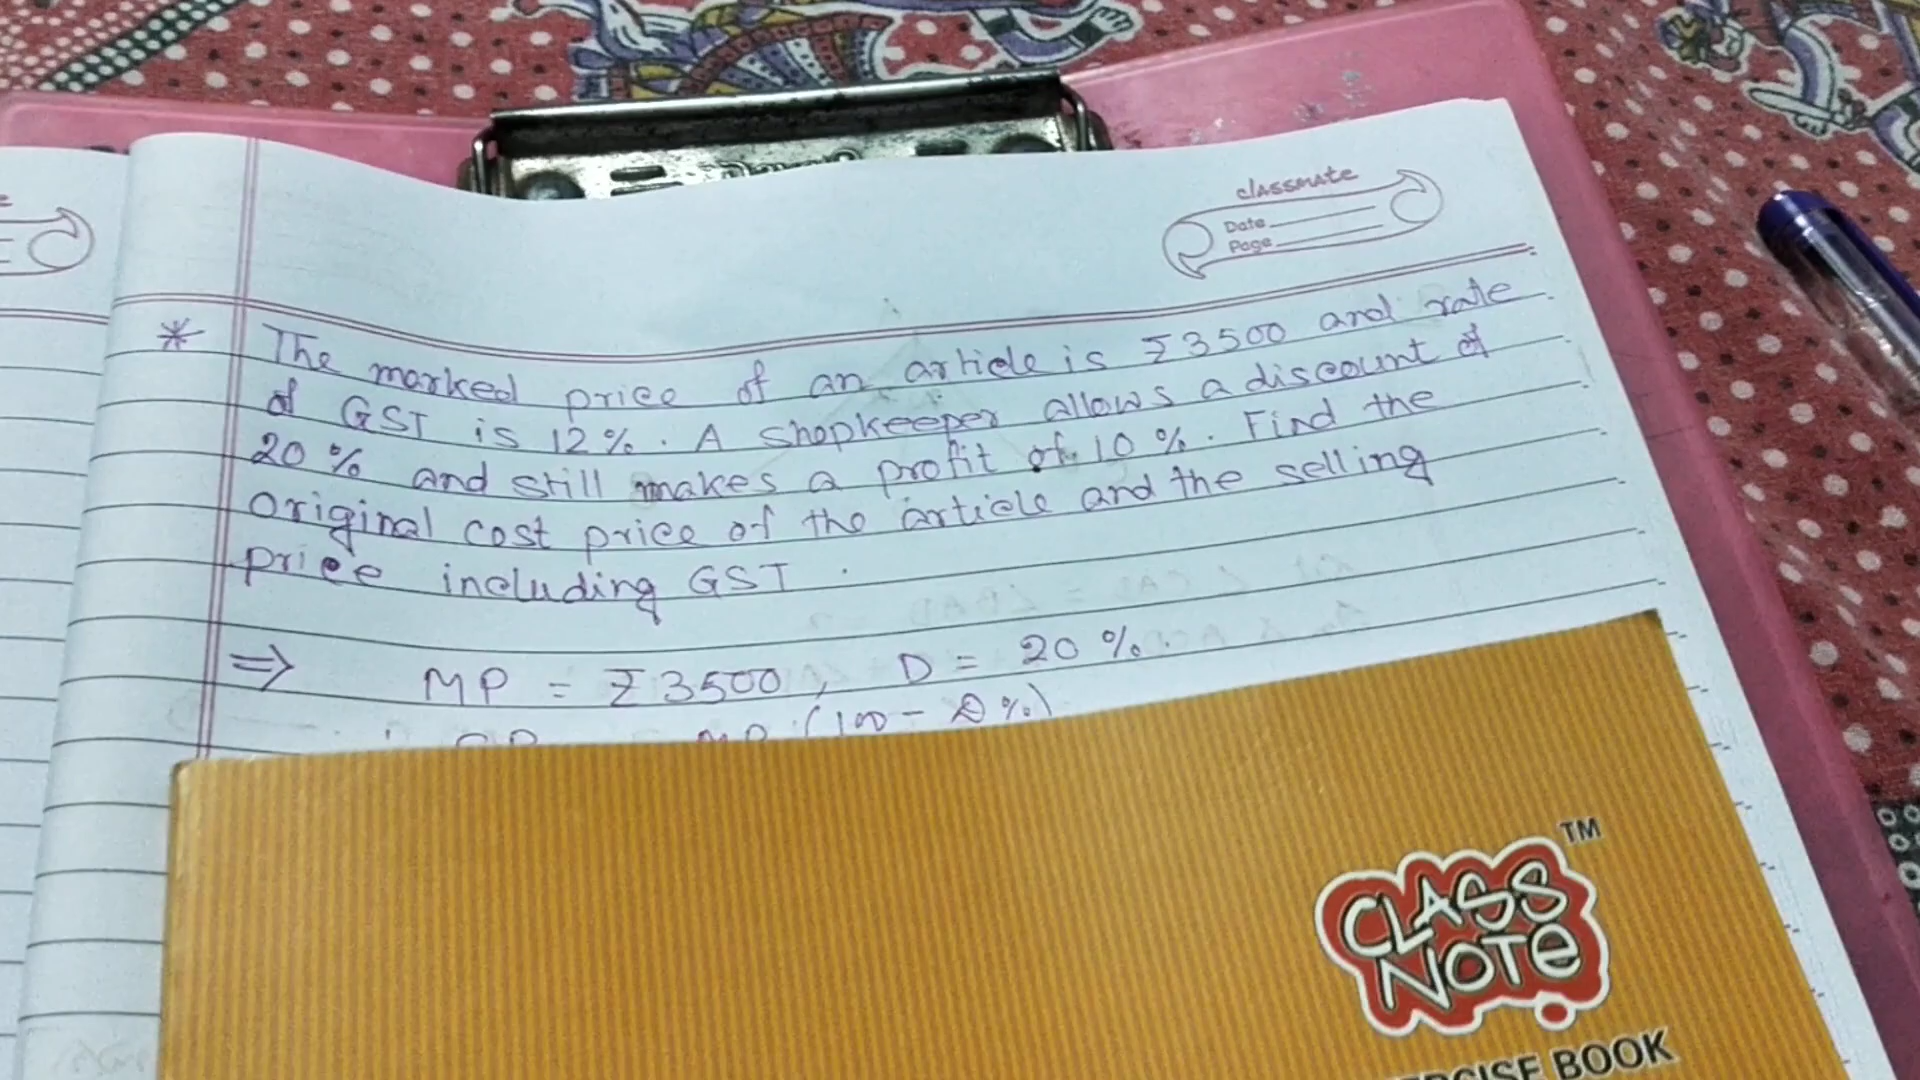 classmate
Date
Page
* The marked price of an article is ₹3500 and rate
of GST is 12%. A shopkeeper allows a discount of
20% and still makes a profit of 10%. Find the
original cost price of the article and the selling
price including GST.
⇒ MP = ₹3500, D = 20%.
(100 - D%)
CLASS
NOTE
TM
BOOK